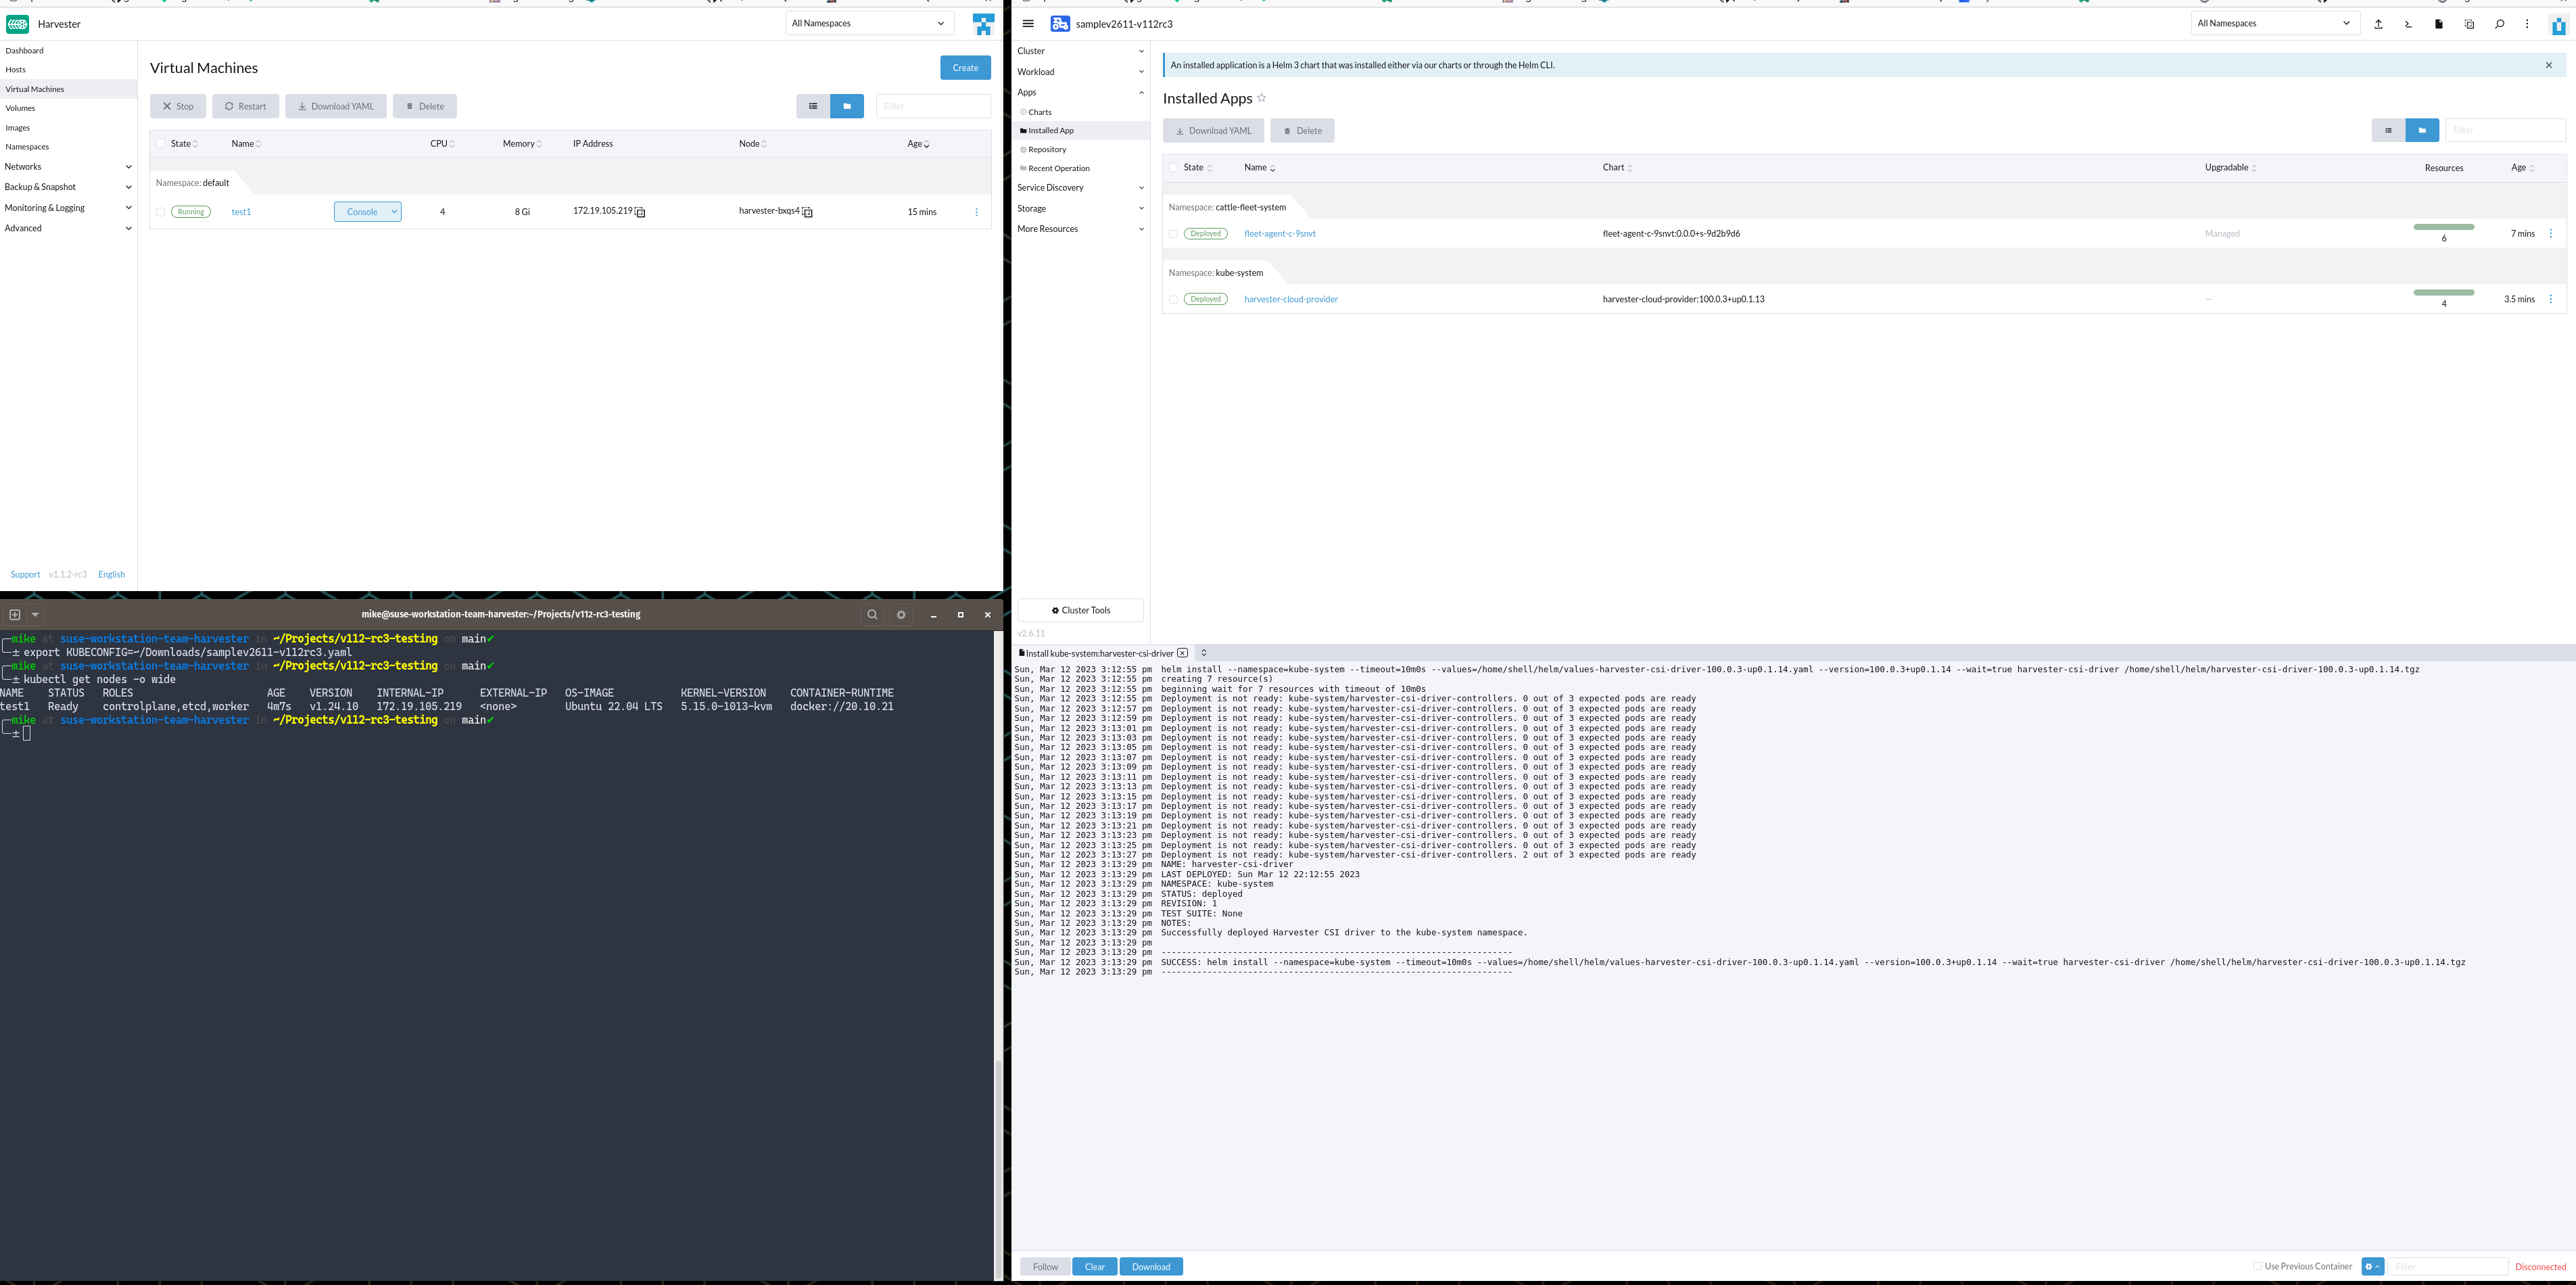 Harvester
All Namespaces
Dashboard
Hosts
Virtual Machines
Volumes
Images
Namespaces
Networks
Backup & Snapshot
Monitoring & Logging
Advanced
Support v1.1.2-rc3 English
Virtual Machines
Create
Stop Restart Download YAML Delete Filter
State Name CPU Memory IP Address Node Age
Namespace: default
Running test1 Console 4 8 Gi 172.19.105.219 harvester-bxqs4 15 mins
mike@suse-workstation-team-harvester:~/Projects/v112-rc3-testing
mike at suse-workstation-team-harvester in ~/Projects/v112-rc3-testing on main✔
± export KUBECONFIG=~/Downloads/samplev2611-v112rc3.yaml
mike at suse-workstation-team-harvester in ~/Projects/v112-rc3-testing on main✔
± kubectl get nodes -o wide
NAME STATUS ROLES AGE VERSION INTERNAL-IP EXTERNAL-IP OS-IMAGE KERNEL-VERSION CONTAINER-RUNTIME
test1 Ready controlplane,etcd,worker 4m7s v1.24.10 172.19.105.219 <none> Ubuntu 22.04 LTS 5.15.0-1013-kvm docker://20.10.21
mike at suse-workstation-team-harvester in ~/Projects/v112-rc3-testing on main✔
±
samplev2611-v112rc3
All Namespaces
Cluster
Workload
Apps
Charts
Installed App
Repository
Recent Operation
Service Discovery
Storage
More Resources
Cluster Tools
v2.6.11
An installed application is a Helm 3 chart that was installed either via our charts or through the Helm CLI.
Installed Apps
Download YAML Delete Filter
State Name Chart Upgradable Resources Age
Namespace: cattle-fleet-system
Deployed fleet-agent-c-9snvt fleet-agent-c-9snvt:0.0.0+s-9d2b9d6 Managed 6 7 mins
Namespace: kube-system
Deployed harvester-cloud-provider harvester-cloud-provider:100.0.3+up0.1.13 — 4 3.5 mins
Install kube-system:harvester-csi-driver
Sun, Mar 12 2023 3:12:55 pm helm install --namespace=kube-system --timeout=10m0s --values=/home/shell/helm/values-harvester-csi-driver-100.0.3-up0.1.14.yaml --version=100.0.3+up0.1.14 --wait=true harvester-csi-driver /home/shell/helm/harvester-csi-driver-100.0.3-up0.1.14.tgz
Sun, Mar 12 2023 3:12:55 pm creating 7 resource(s)
Sun, Mar 12 2023 3:12:55 pm beginning wait for 7 resources with timeout of 10m0s
Sun, Mar 12 2023 3:12:55 pm Deployment is not ready: kube-system/harvester-csi-driver-controllers. 0 out of 3 expected pods are ready
Sun, Mar 12 2023 3:12:57 pm Deployment is not ready: kube-system/harvester-csi-driver-controllers. 0 out of 3 expected pods are ready
Sun, Mar 12 2023 3:12:59 pm Deployment is not ready: kube-system/harvester-csi-driver-controllers. 0 out of 3 expected pods are ready
Sun, Mar 12 2023 3:13:01 pm Deployment is not ready: kube-system/harvester-csi-driver-controllers. 0 out of 3 expected pods are ready
Sun, Mar 12 2023 3:13:03 pm Deployment is not ready: kube-system/harvester-csi-driver-controllers. 0 out of 3 expected pods are ready
Sun, Mar 12 2023 3:13:05 pm Deployment is not ready: kube-system/harvester-csi-driver-controllers. 0 out of 3 expected pods are ready
Sun, Mar 12 2023 3:13:07 pm Deployment is not ready: kube-system/harvester-csi-driver-controllers. 0 out of 3 expected pods are ready
Sun, Mar 12 2023 3:13:09 pm Deployment is not ready: kube-system/harvester-csi-driver-controllers. 0 out of 3 expected pods are ready
Sun, Mar 12 2023 3:13:11 pm Deployment is not ready: kube-system/harvester-csi-driver-controllers. 0 out of 3 expected pods are ready
Sun, Mar 12 2023 3:13:13 pm Deployment is not ready: kube-system/harvester-csi-driver-controllers. 0 out of 3 expected pods are ready
Sun, Mar 12 2023 3:13:15 pm Deployment is not ready: kube-system/harvester-csi-driver-controllers. 0 out of 3 expected pods are ready
Sun, Mar 12 2023 3:13:17 pm Deployment is not ready: kube-system/harvester-csi-driver-controllers. 0 out of 3 expected pods are ready
Sun, Mar 12 2023 3:13:19 pm Deployment is not ready: kube-system/harvester-csi-driver-controllers. 0 out of 3 expected pods are ready
Sun, Mar 12 2023 3:13:21 pm Deployment is not ready: kube-system/harvester-csi-driver-controllers. 0 out of 3 expected pods are ready
Sun, Mar 12 2023 3:13:23 pm Deployment is not ready: kube-system/harvester-csi-driver-controllers. 0 out of 3 expected pods are ready
Sun, Mar 12 2023 3:13:25 pm Deployment is not ready: kube-system/harvester-csi-driver-controllers. 0 out of 3 expected pods are ready
Sun, Mar 12 2023 3:13:27 pm Deployment is not ready: kube-system/harvester-csi-driver-controllers. 2 out of 3 expected pods are ready
Sun, Mar 12 2023 3:13:29 pm NAME: harvester-csi-driver
Sun, Mar 12 2023 3:13:29 pm LAST DEPLOYED: Sun Mar 12 22:12:55 2023
Sun, Mar 12 2023 3:13:29 pm NAMESPACE: kube-system
Sun, Mar 12 2023 3:13:29 pm STATUS: deployed
Sun, Mar 12 2023 3:13:29 pm REVISION: 1
Sun, Mar 12 2023 3:13:29 pm TEST SUITE: None
Sun, Mar 12 2023 3:13:29 pm NOTES:
Sun, Mar 12 2023 3:13:29 pm Successfully deployed Harvester CSI driver to the kube-system namespace.
Sun, Mar 12 2023 3:13:29 pm
Sun, Mar 12 2023 3:13:29 pm ---------------------------------------------------------------------
Sun, Mar 12 2023 3:13:29 pm SUCCESS: helm install --namespace=kube-system --timeout=10m0s --values=/home/shell/helm/values-harvester-csi-driver-100.0.3-up0.1.14.yaml --version=100.0.3+up0.1.14 --wait=true harvester-csi-driver /home/shell/helm/harvester-csi-driver-100.0.3-up0.1.14.tgz
Sun, Mar 12 2023 3:13:29 pm ---------------------------------------------------------------------
Follow Clear Download Use Previous Container Filter Disconnected